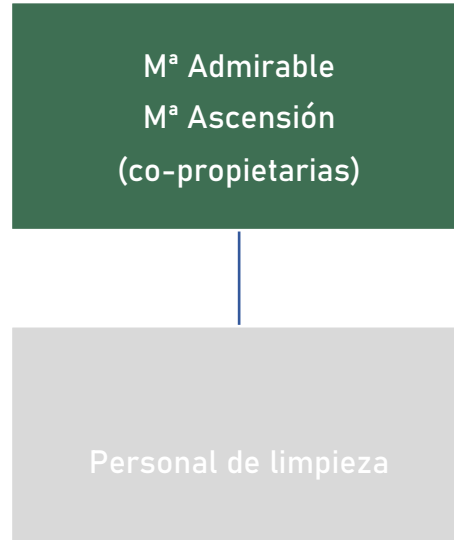 Mª Admirable
Mª Ascensión
(co-propietarias)
Personal de limpieza